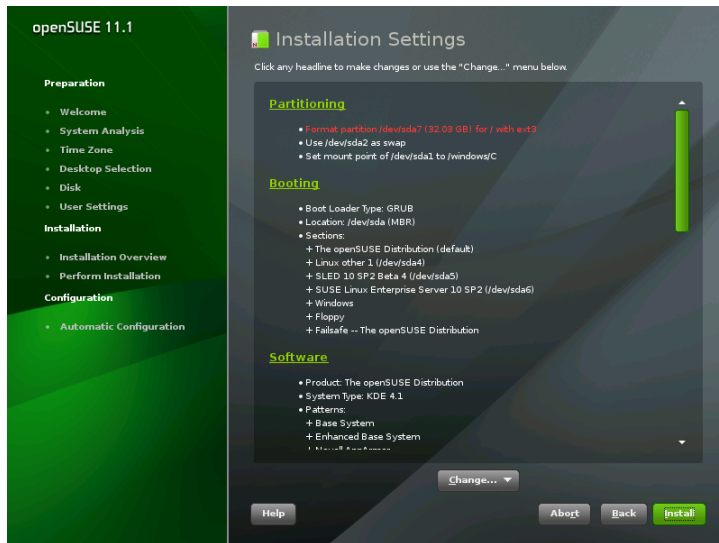 openSUSE 11.1
Preparation
• Welcome
• System Analysis
• Time Zone
• Desktop Selection
• Disk
• User Settings
Installation
• Installation Overview
• Perform Installation
Configuration
• Automatic Configuration
Installation Settings
Click any headline to make changes or use the "Change..." menu below.
Partitioning
• Format partition /dev/sda7 (32.03 GB) for / with ext3
• Use /dev/sda2 as swap
• Set mount point of /dev/sda1 to /windows/C
Booting
• Boot Loader Type: GRUB
• Location: /dev/sda (MBR)
• Sections:
+ The openSUSE Distribution (default)
+ Linux other 1 (/dev/sda4)
+ SLED 10 SP2 Beta 4 (/dev/sda5)
+ SUSE Linux Enterprise Server 10 SP2 (/dev/sda6)
+ Windows
+ Floppy
+ Failsafe -- The openSUSE Distribution
Software
• Product: The openSUSE Distribution
• System Type: KDE 4.1
• Patterns:
+ Base System
+ Enhanced Base System
+ Novell AppArmor
Change...
Help
Abort
Back
Install